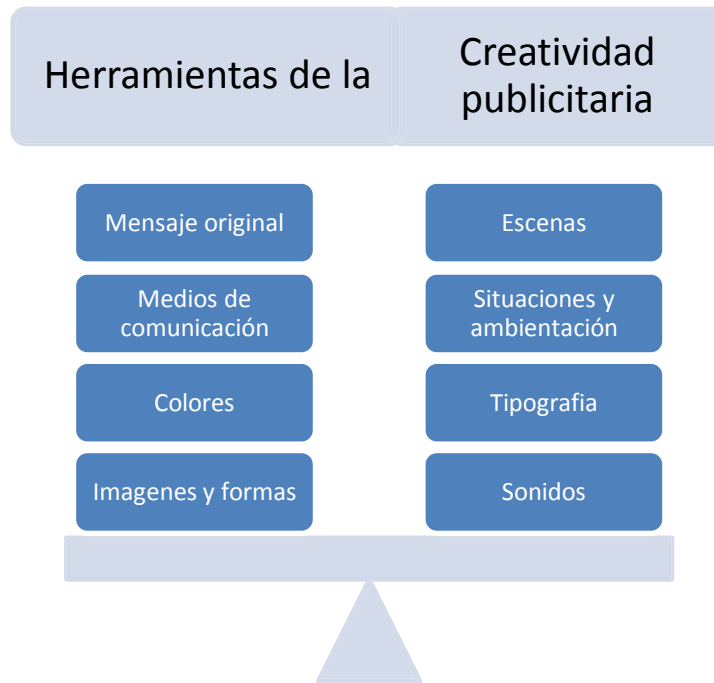 Herramientas de la
Creatividad
publicitaria
Mensaje original
Medios de
comunicación
Colores
Imagenes y formas
Escenas
Situaciones y
ambientación
Tipografia
Sonidos